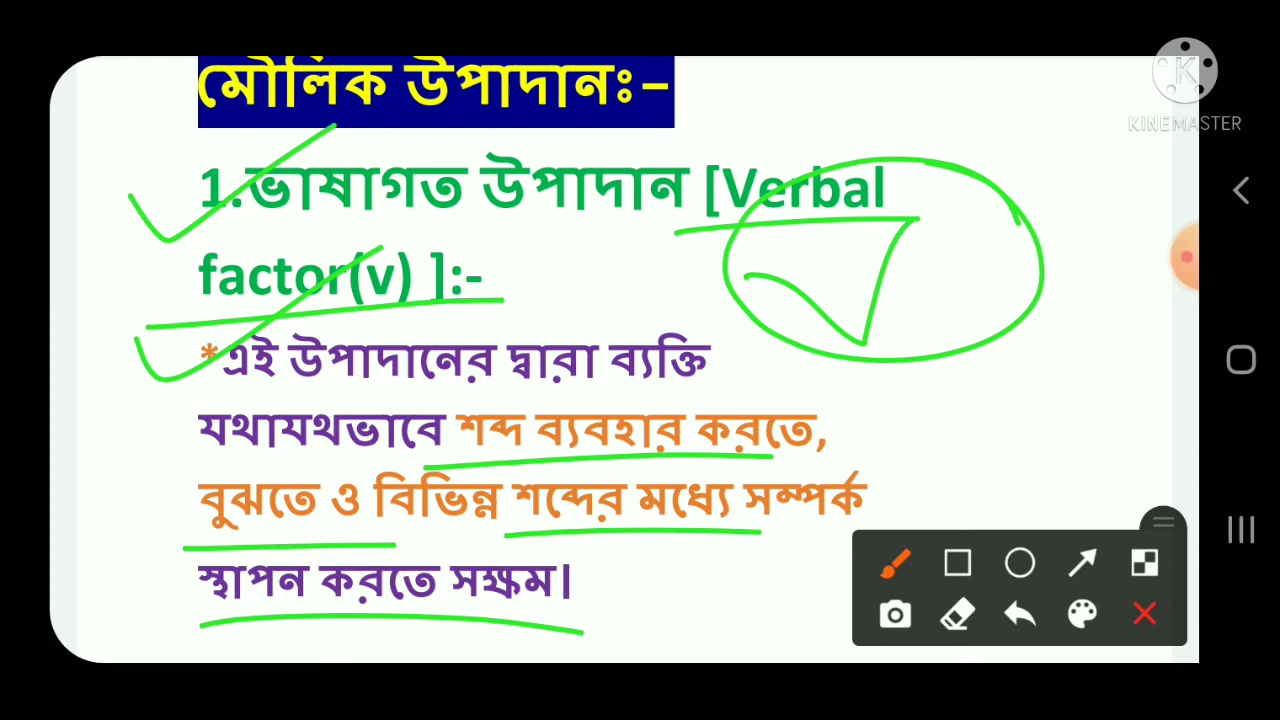 মৌলিক উপাদানঃ–
KINEMASTER
1.ভাষাগত উপাদান [Verbal
factor(v) ]:-
*এই উপাদানের দ্বারা ব্যক্তি
যথাযথভাবে শব্দ ব্যবহার করতে,
বুঝতে ও বিভিন্ন শব্দের মধ্যে সম্পর্ক
স্থাপন করতে সক্ষম।